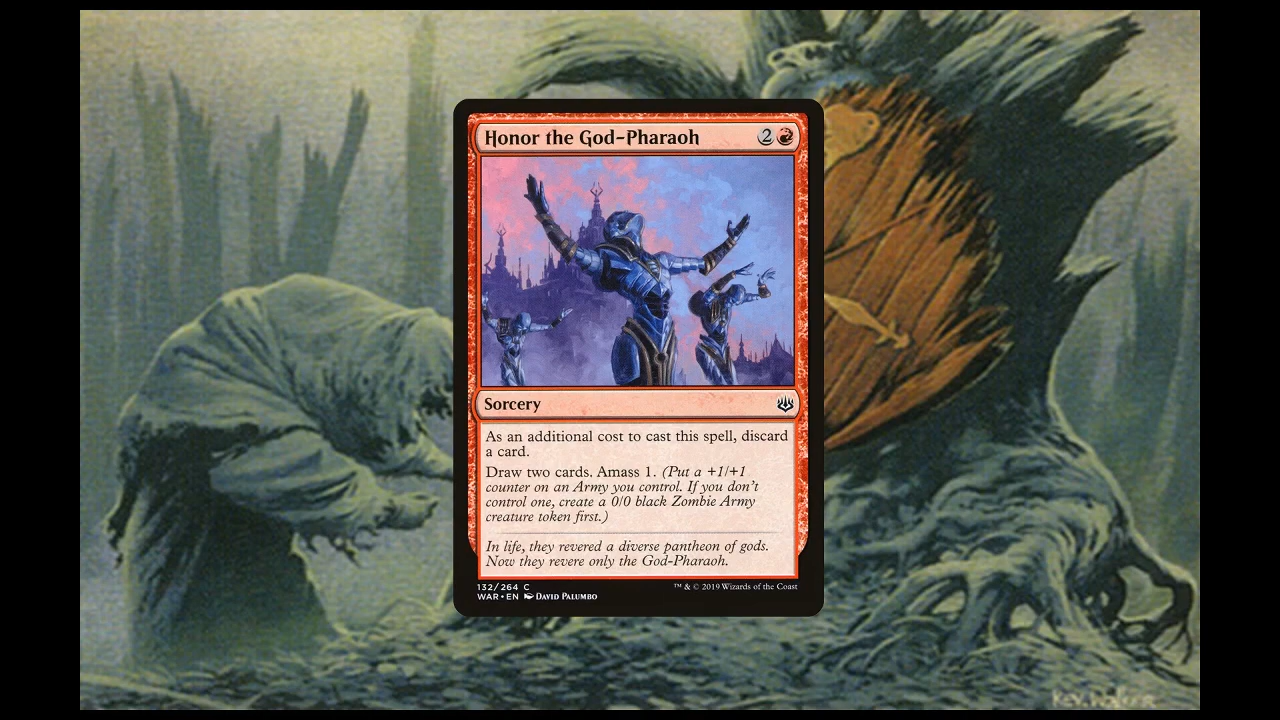 Honor the God-Pharaoh 2
Sorcery
As an additional cost to cast this spell, discard
a card.
Draw two cards. Amass 1. (Put a +1/+1
counter on an Army you control. If you don't
control one, create a 0/0 black Zombie Army
creature token first.)
In life, they revered a diverse pantheon of gods.
Now they revere only the God-Pharaoh.
132/264 C
™ & © 2019 Wizards of the Coast
WAR • EN DAVID PALUMBO
Kev. Walker